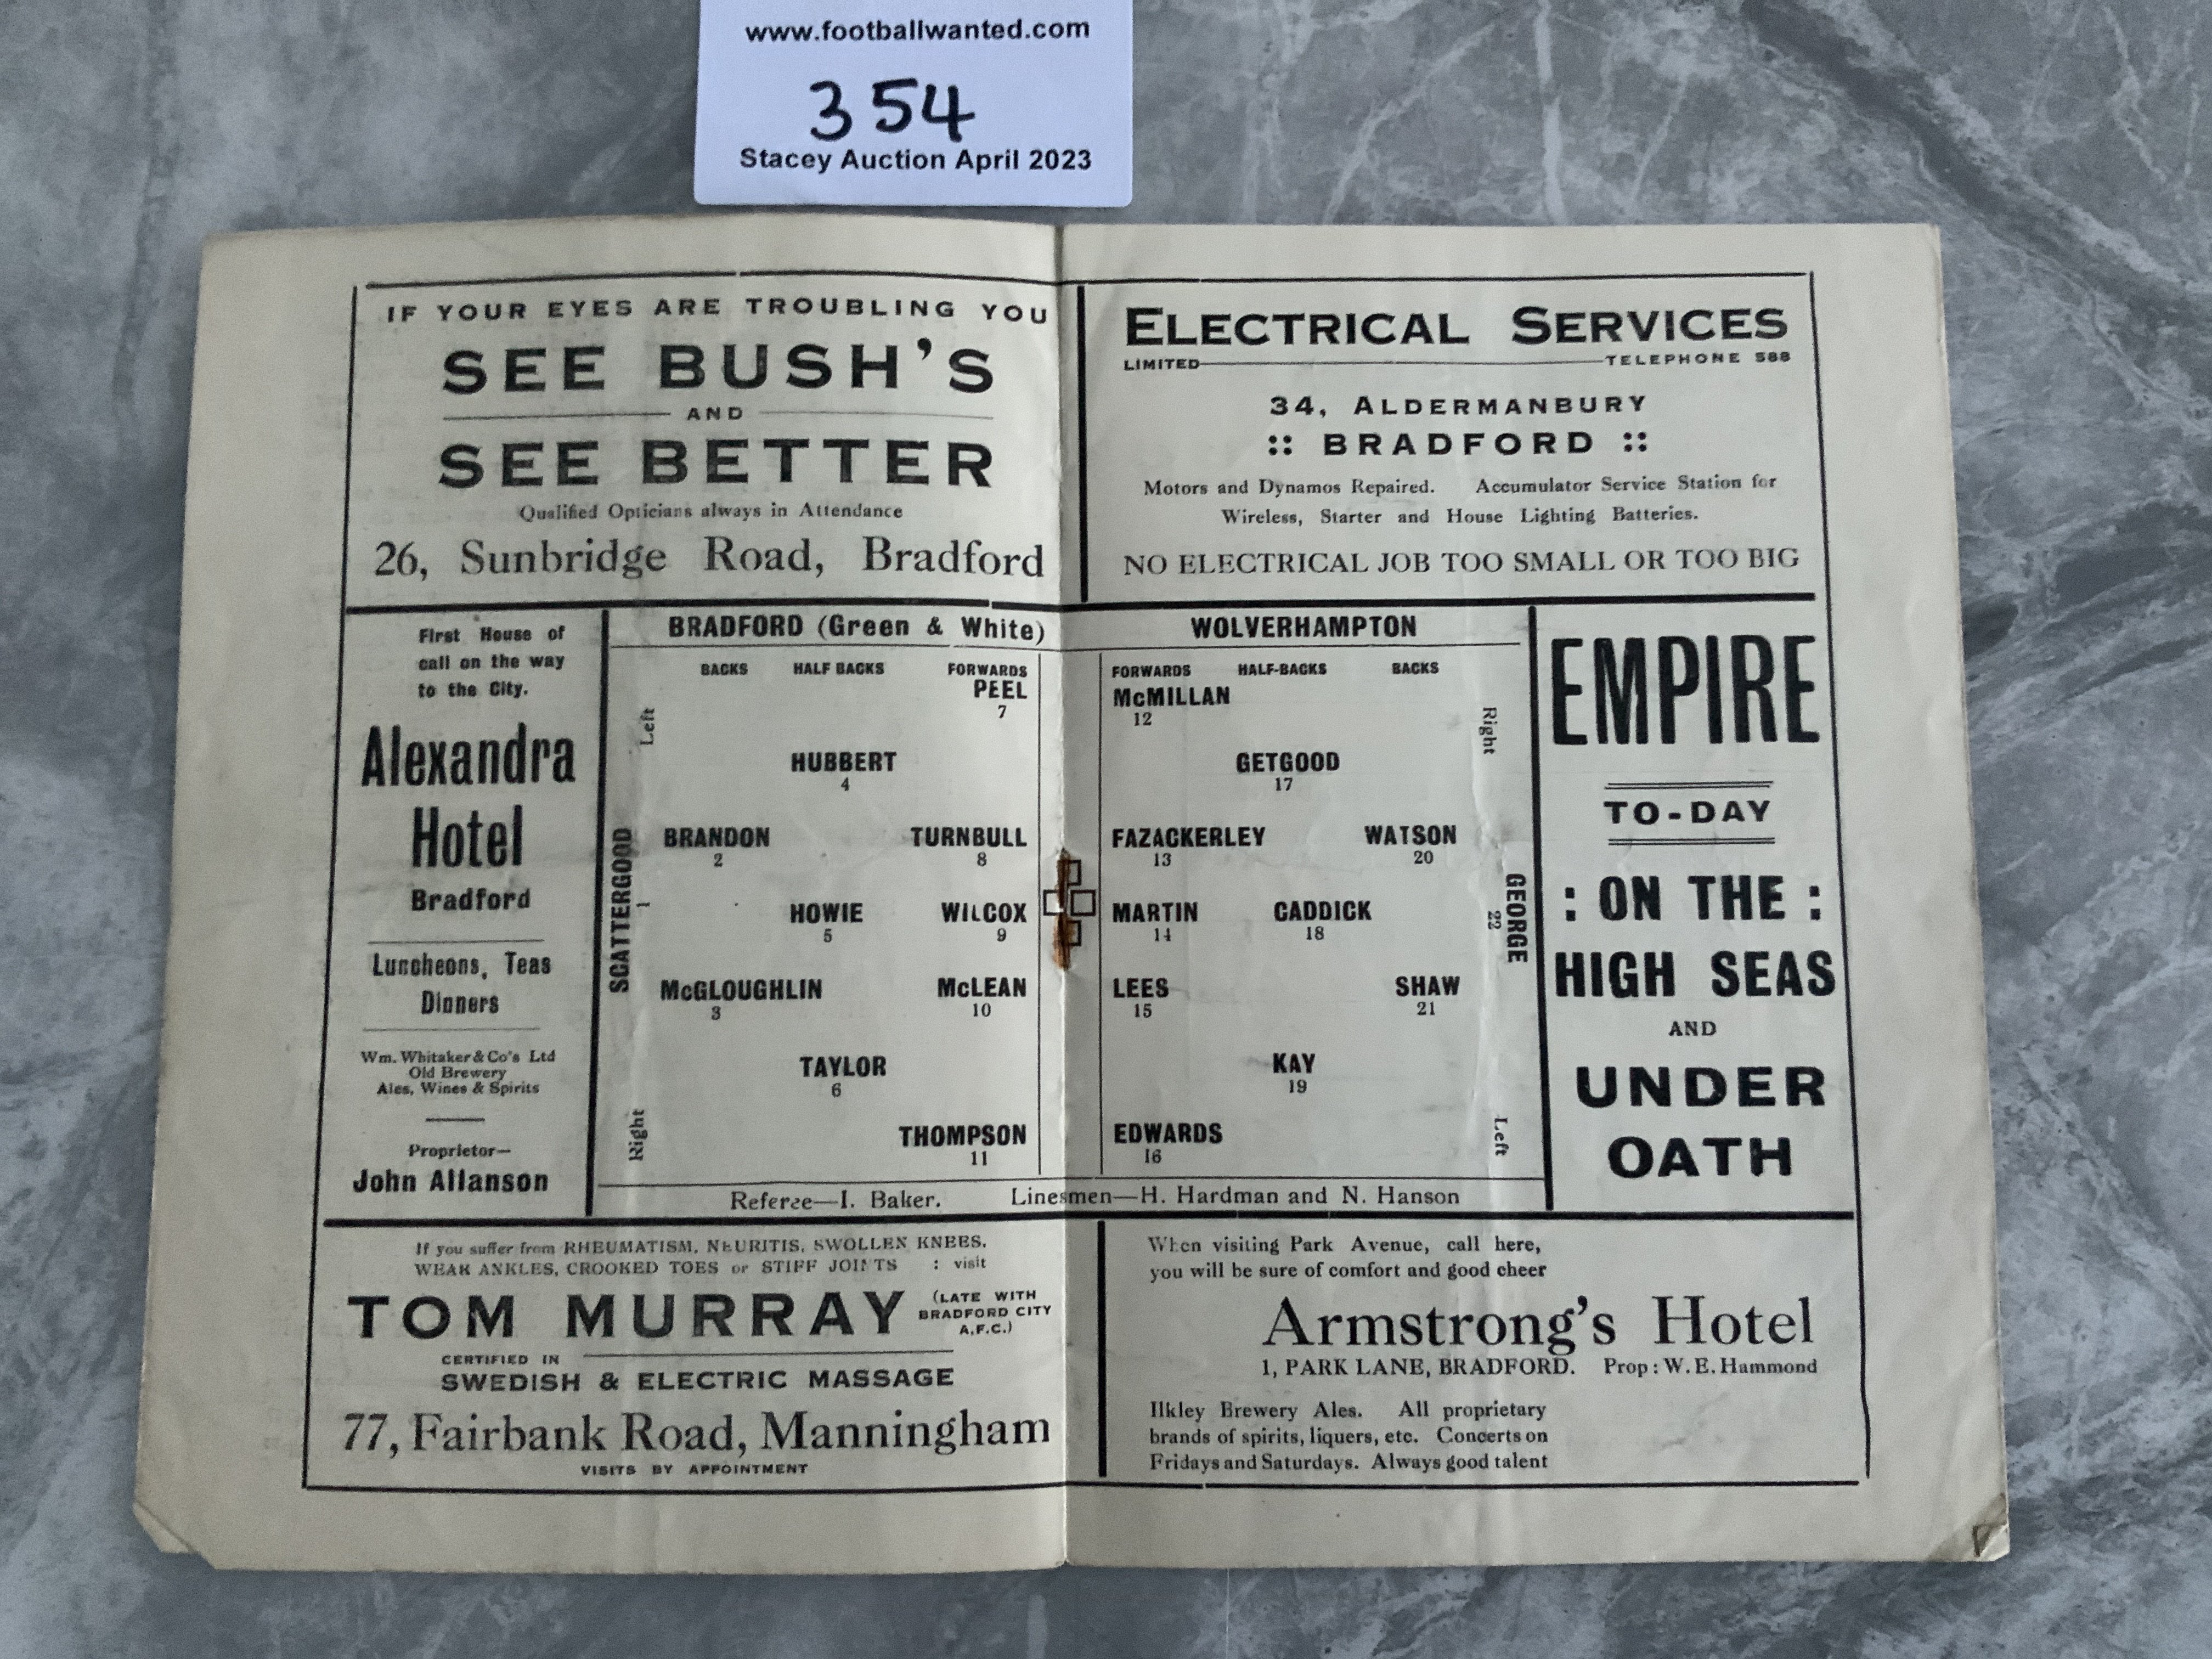 www.footballwanted.com
354
Stacey Auction April 2023
IF YOUR EYES ARE TROUBLING YOU
SEE BUSH'S
AND
SEE BETTER
Qualified Opticians always in Attendance
26, Sunbridge Road, Bradford
ELECTRICAL SERVICES
LIMITED TELEPHONE 588
34, ALDERMANBURY
:: BRADFORD ::
Motors and Dynamos Repaired. Accumulator Service Station for
Wireless, Starter and House Lighting Batteries.
NO ELECTRICAL JOB TOO SMALL OR TOO BIG
First House of
call on the way
to the City.
Alexandra
Hotel
Bradford
Luncheons, Teas
Dinners
Wm. Whitaker & Co's Ltd
Old Brewery
Ales, Wines & Spirits
Proprietor—
John Allanson
BRADFORD (Green & White)
BACKS HALF BACKS FORWARDS
PEEL
7
Left
HUBBERT
4
BRANDON TURNBULL
2 8
SCATTERGOOD
1
HOWIE WILCOX
5 9
McGLOUGHLIN McLEAN
3 10
TAYLOR
6
Right
THOMPSON
11
WOLVERHAMPTON
FORWARDS HALF-BACKS BACKS
McMILLAN
12
Right
GETGOOD
17
FAZACKERLEY WATSON
13 20
MARTIN CADDICK
14 18
GEORGE
22
LEES SHAW
15 21
KAY
19
EDWARDS
16
Left
Referee—I. Baker. Linesmen—H. Hardman and N. Hanson
EMPIRE
TO-DAY
: ON THE :
HIGH SEAS
AND
UNDER
OATH
If you suffer from RHEUMATISM, NEURITIS, SWOLLEN KNEES,
WEAK ANKLES, CROOKED TOES or STIFF JOINTS : visit
TOM MURRAY
(LATE WITH
BRADFORD CITY
A.F.C.)
CERTIFIED IN
SWEDISH & ELECTRIC MASSAGE
77, Fairbank Road, Manningham
VISITS BY APPOINTMENT
When visiting Park Avenue, call here,
you will be sure of comfort and good cheer
Armstrong's Hotel
1, PARK LANE, BRADFORD. Prop : W. E. Hammond
Ilkley Brewery Ales. All proprietary
brands of spirits, liquers, etc. Concerts on
Fridays and Saturdays. Always good talent